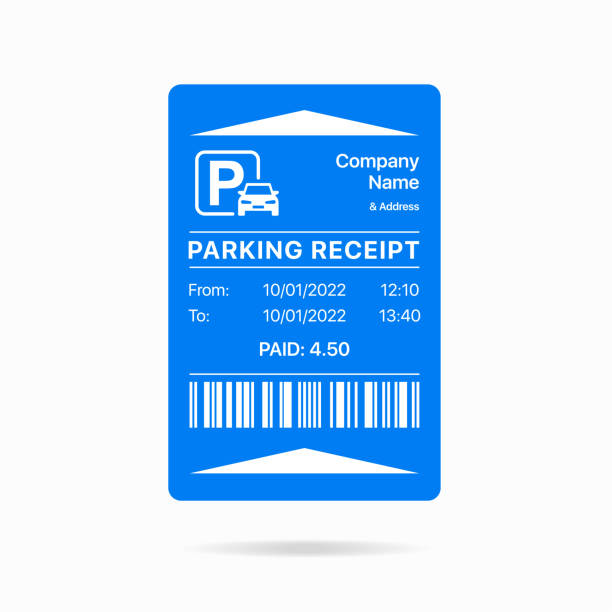 P
Company
Name
& Address
PARKING RECEIPT
From: 10/01/2022 12:10
To: 10/01/2022 13:40
PAID: 4.50